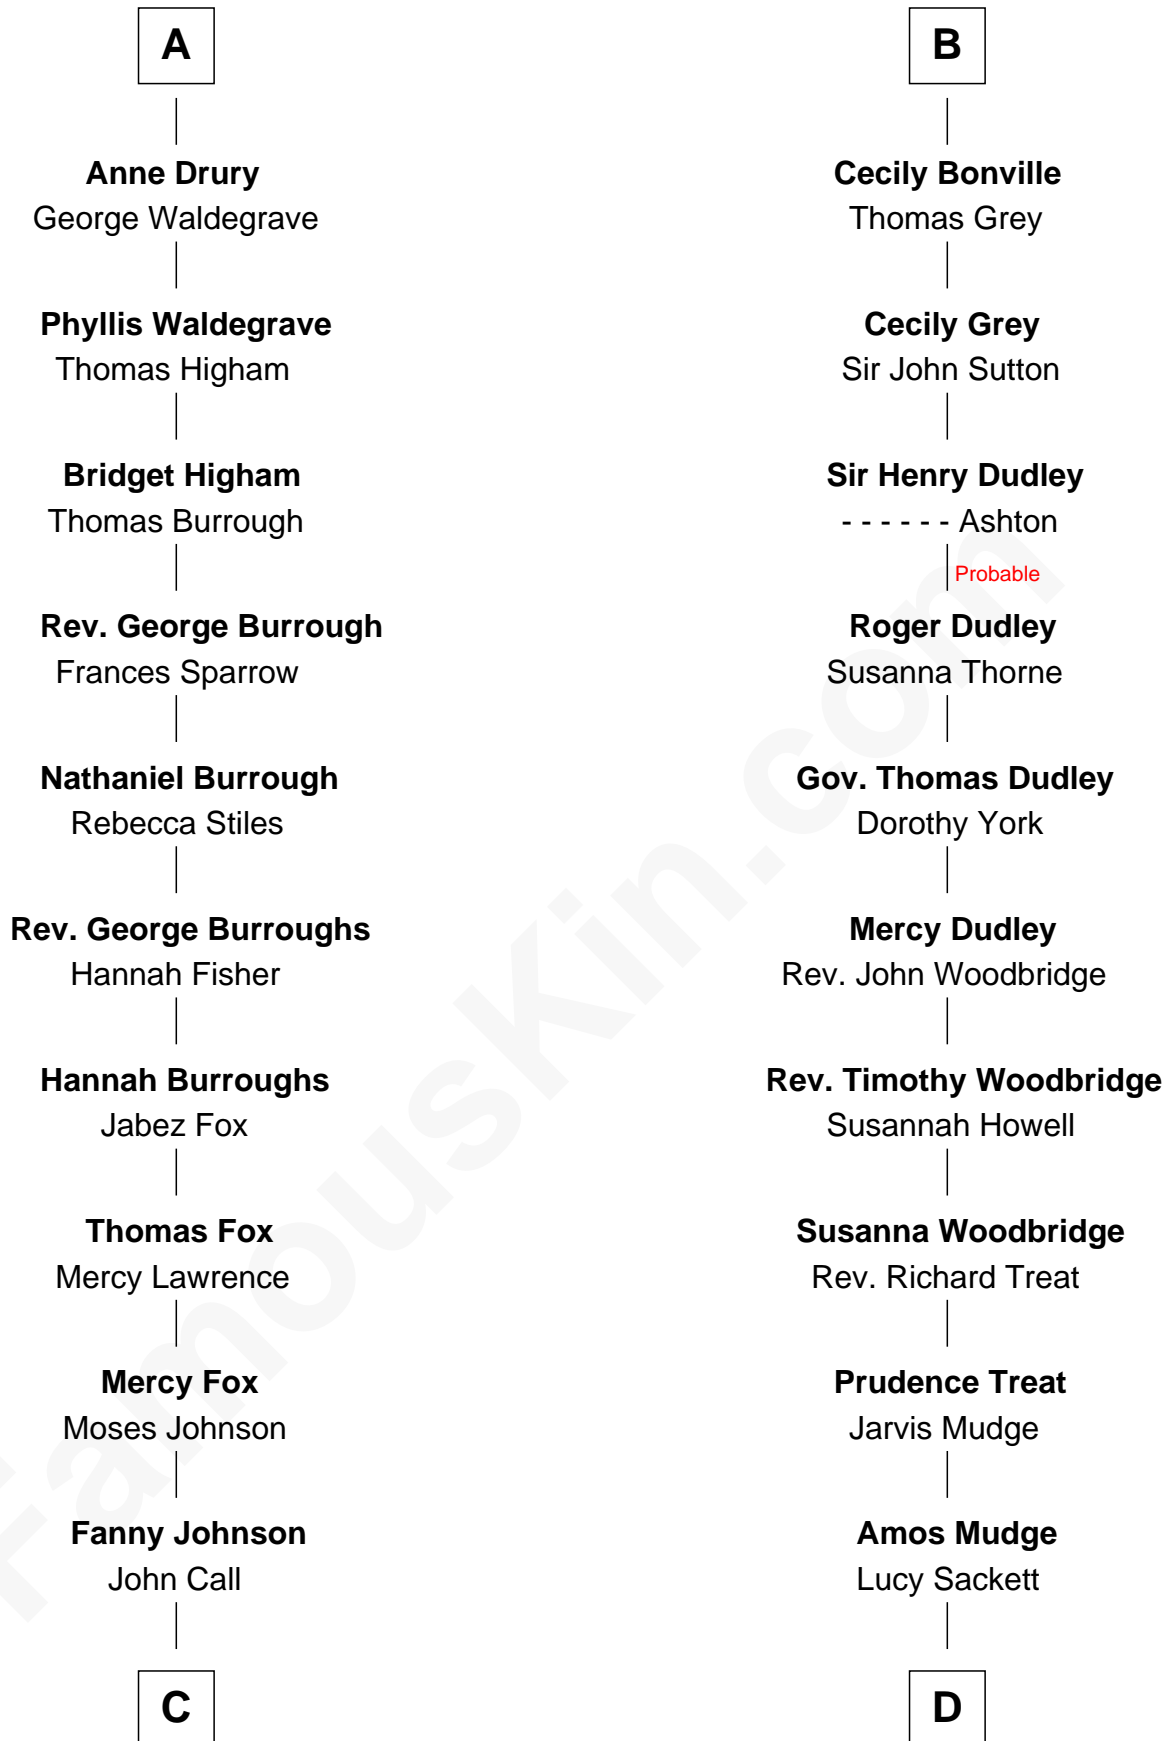 A
Anne Drury
George Waldegrave
Phyllis Waldegrave
Thomas Higham
Bridget Higham
Thomas Burrough
Rev. George Burrough
Frances Sparrow
Nathaniel Burrough
Rebecca Stiles
Rev. George Burroughs
Hannah Fisher
Hannah Burroughs
Jabez Fox
Thomas Fox
Mercy Lawrence
Mercy Fox
Moses Johnson
Fanny Johnson
John Call
C
B
Cecily Bonville
Thomas Grey
Cecily Grey
Sir John Sutton
Sir Henry Dudley
- - - - - - Ashton
Probable
Roger Dudley
Susanna Thorne
Gov. Thomas Dudley
Dorothy York
Mercy Dudley
Rev. John Woodbridge
Rev. Timothy Woodbridge
Susannah Howell
Susanna Woodbridge
Rev. Richard Treat
Prudence Treat
Jarvis Mudge
Amos Mudge
Lucy Sackett
D
FamousKin.com